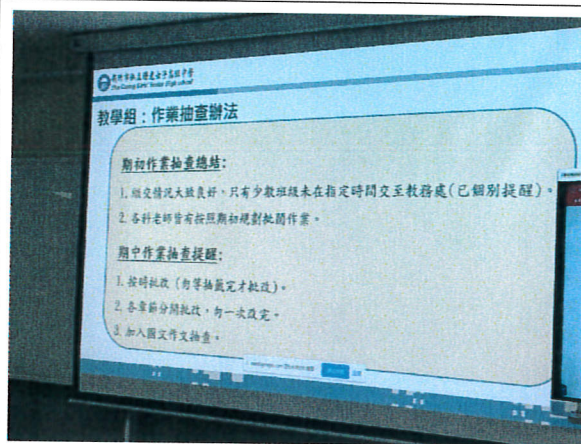 教學組：作業抽查辦法
期初作業抽查總結:
1. 繳交情況大致良好，只有少數班級未在指定時間交至教務處(已個別提醒)。
2. 各科老師皆有按照期初規劃批閱作業。
期中作業抽查提醒:
1. 按時批改（勿等抽籤完才批改）。
2. 各章節分開批改，勿一次改完。
3. 加入國文作文抽查。